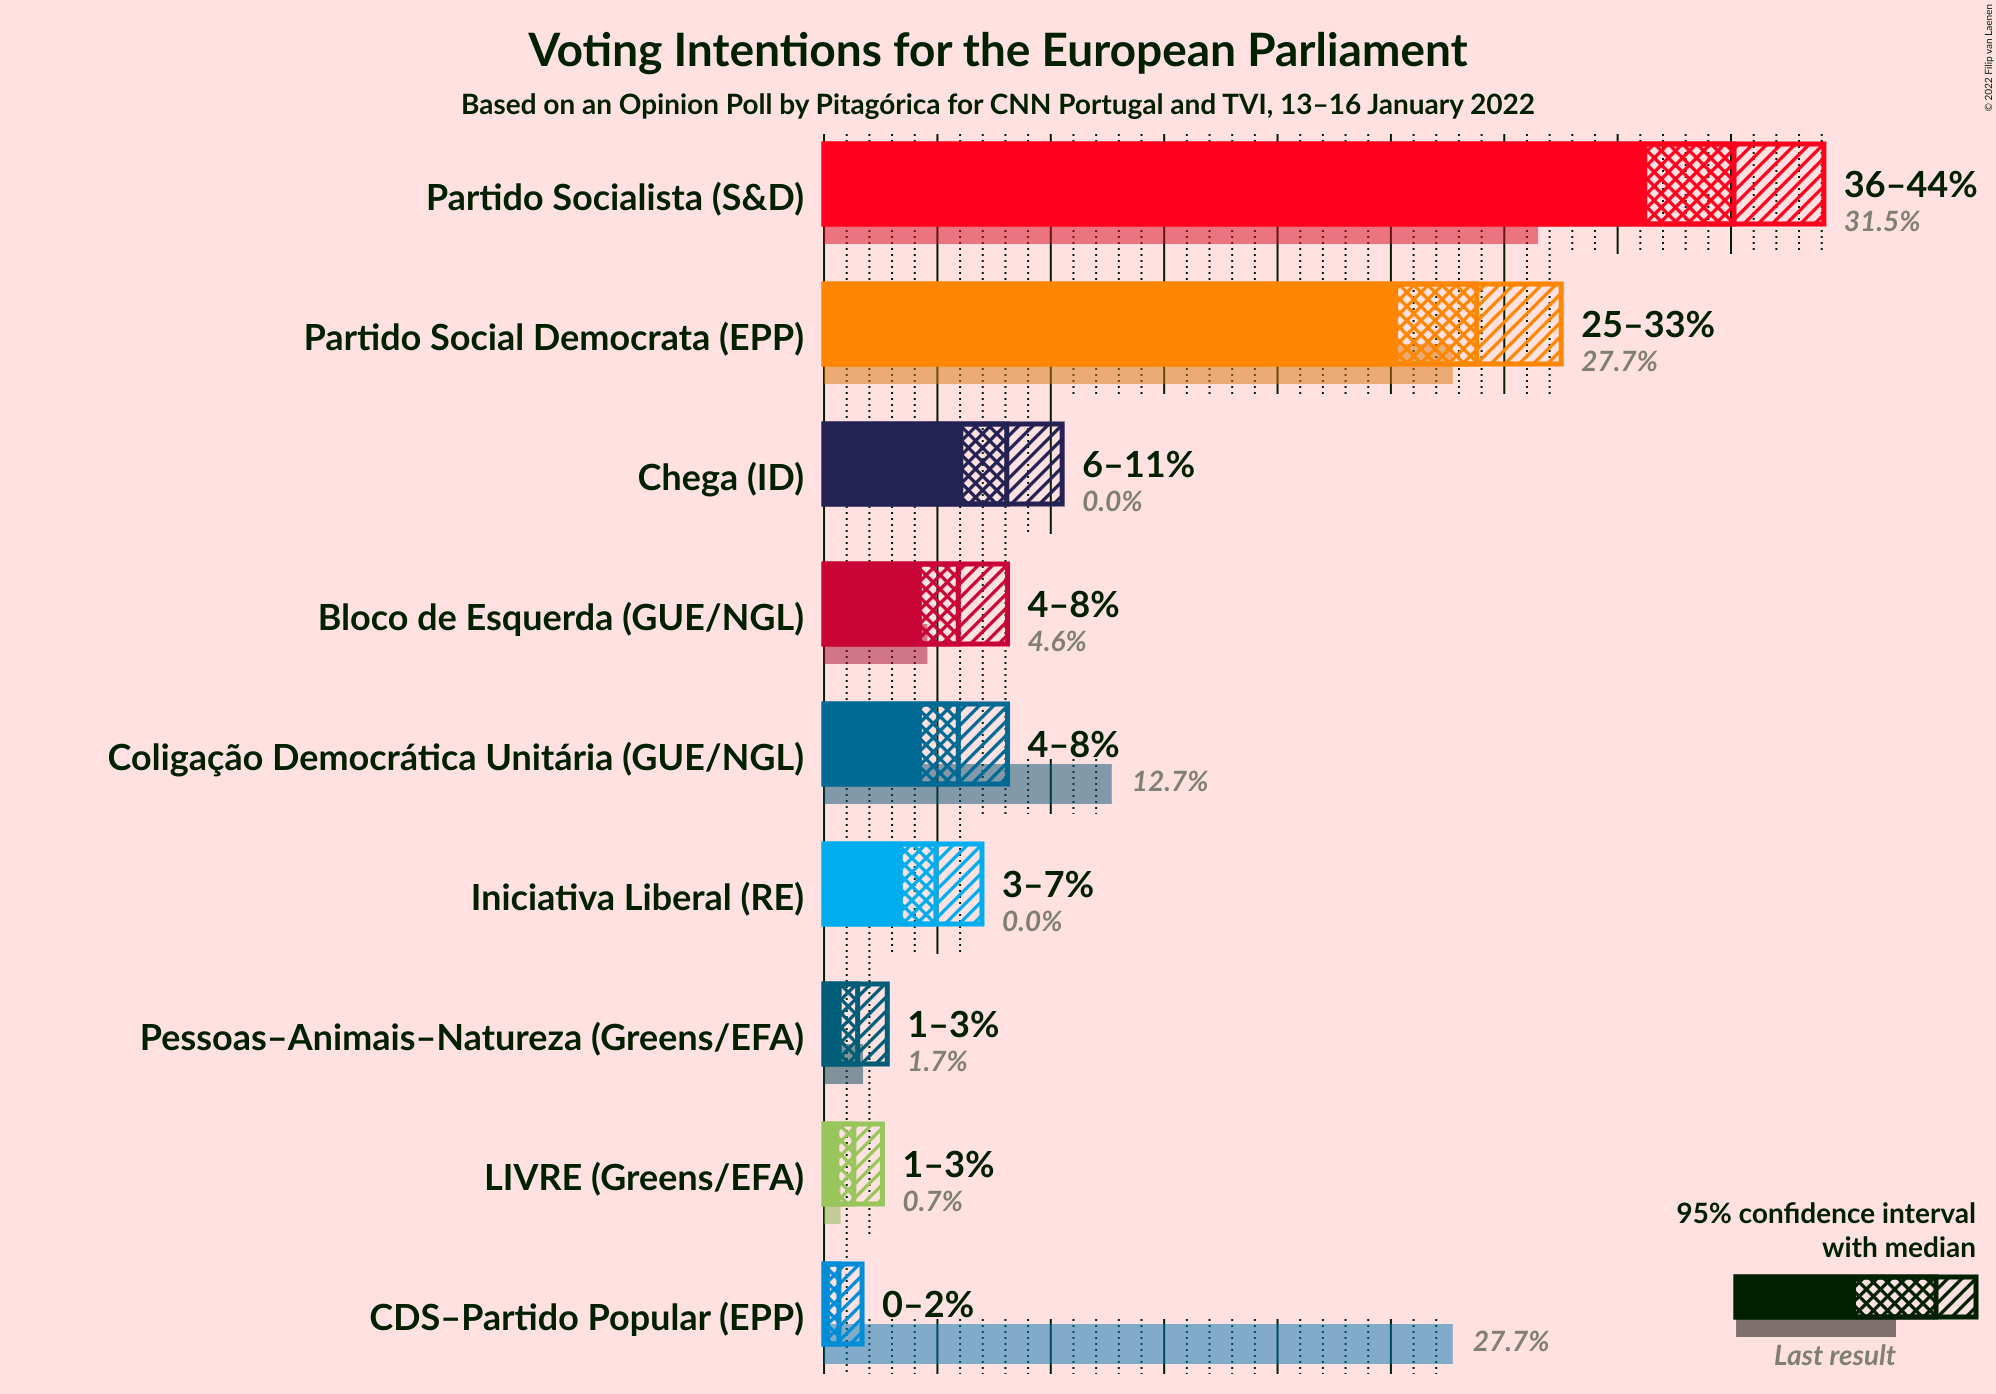 Voting Intentions for the European Parliament
Based on an Opinion Poll by Pitagórica for CNN Portugal and TVI, 13–16 January 2022
© 2022 Filip van Laenen
Partido Socialista (S&D)
36–44%
31.5%
Partido Social Democrata (EPP)
25–33%
27.7%
Chega (ID)
6–11%
0.0%
Bloco de Esquerda (GUE/NGL)
4–8%
4.6%
Coligação Democrática Unitária (GUE/NGL)
4–8%
12.7%
Iniciativa Liberal (RE)
3–7%
0.0%
Pessoas–Animais–Natureza (Greens/EFA)
1–3%
1.7%
LIVRE (Greens/EFA)
1–3%
0.7%
CDS–Partido Popular (EPP)
0–2%
27.7%
95% confidence interval
with median
Last result